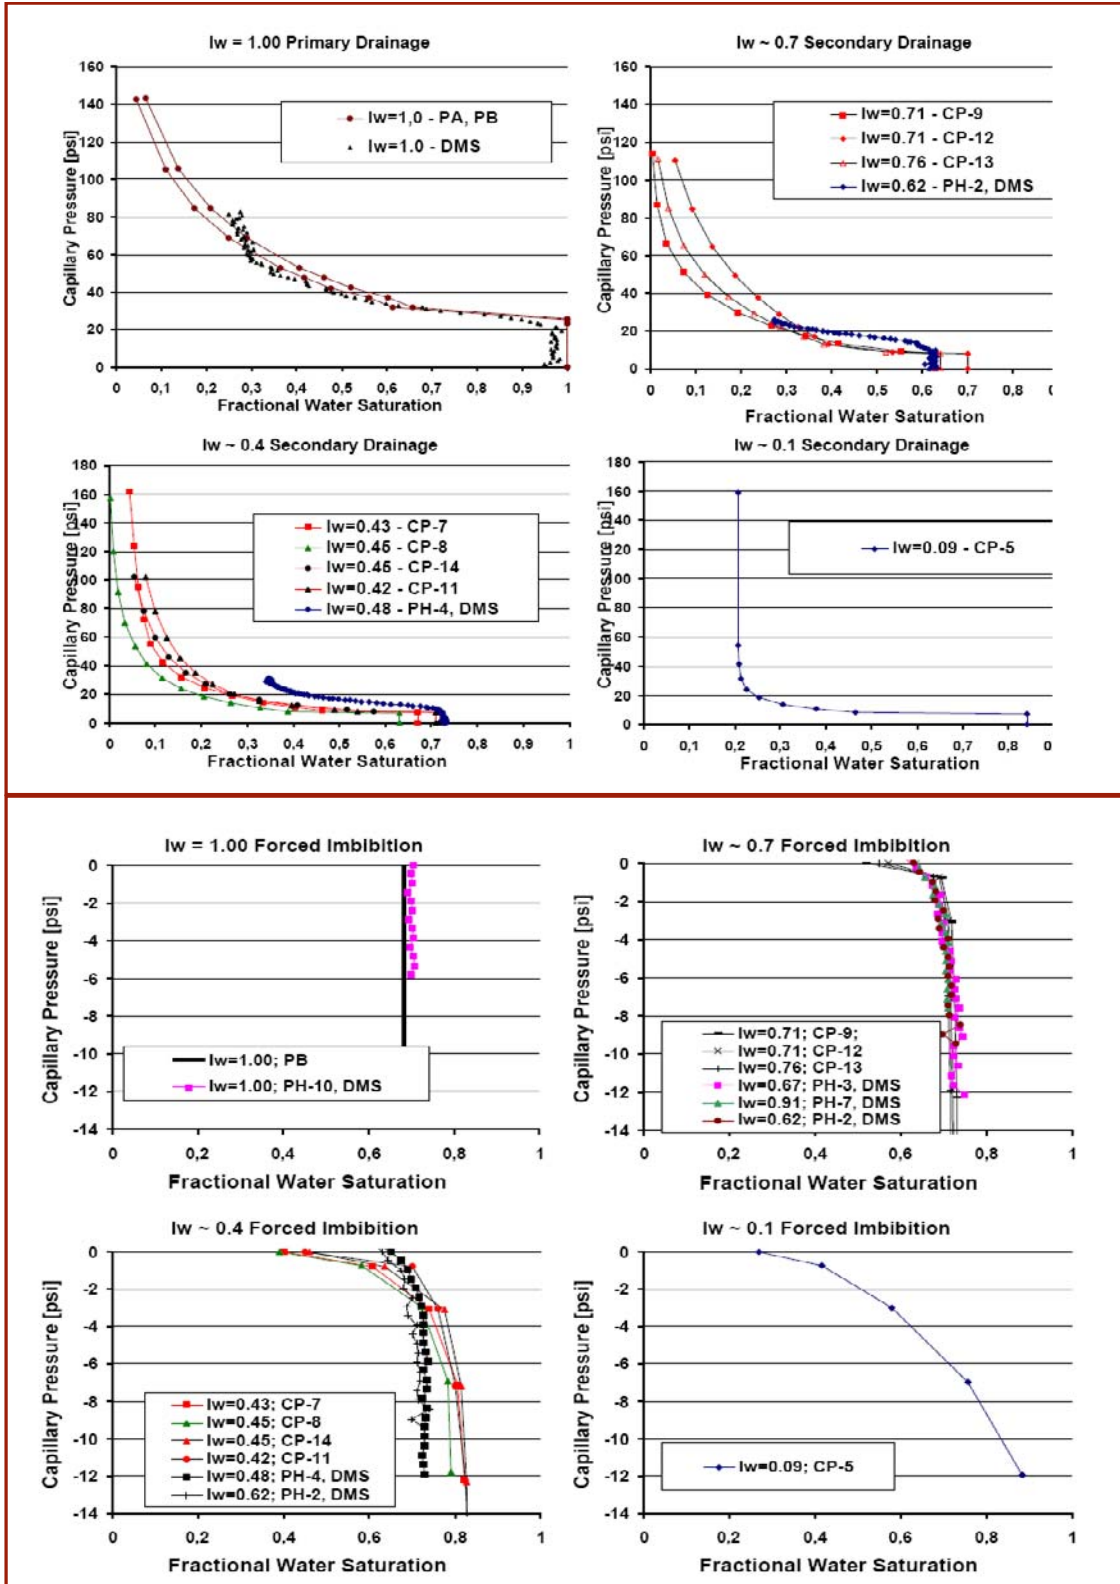 Iw = 1.00 Primary Drainage
Capillary Pressure [psi]
160
140
120
100
80
60
40
20
0
Iw=1,0 - PA, PB
Iw=1.0 - DMS
0 0,1 0,2 0,3 0,4 0,5 0,6 0,7 0,8 0,9 1
Fractional Water Saturation
Iw ~ 0.7 Secondary Drainage
Capillary Pressure [psi]
160
140
120
100
80
60
40
20
0
Iw=0.71 - CP-9
Iw=0.71 - CP-12
Iw=0.76 - CP-13
Iw=0.62 - PH-2, DMS
0 0,1 0,2 0,3 0,4 0,5 0,6 0,7 0,8 0,
Fractional Water Saturation
Iw ~ 0.4 Secondary Drainage
Capillary Pressure [psi]
180
160
140
120
100
80
60
40
20
0
Iw=0.43 - CP-7
Iw=0.45 - CP-8
Iw=0.45 - CP-14
Iw=0.42 - CP-11
Iw=0.48 - PH-4, DMS
0 0,1 0,2 0,3 0,4 0,5 0,6 0,7 0,8 0,9 1
Fractional Water Saturation
Iw ~ 0.1 Secondary Drainage
Capillary Pressure [psi]
180
160
140
120
100
80
60
40
20
0
Iw=0.09 - CP-5
0 0,1 0,2 0,3 0,4 0,5 0,6 0,7 0,8 0
Fractional Water Saturation
Iw = 1.00 Forced Imbibition
Capillary Pressure [psi]
0
-2
-4
-6
-8
-10
-12
-14
Iw=1.00; PB
Iw=1.00; PH-10, DMS
0 0,2 0,4 0,6 0,8 1
Fractional Water Saturation
Iw ~ 0.7 Forced Imbibition
Capillary Pressure [psi]
0
-2
-4
-6
-8
-10
-12
-14
Iw=0.71; CP-9;
Iw=0.71; CP-12
Iw=0.76; CP-13
Iw=0.67; PH-3, DMS
Iw=0.91; PH-7, DMS
Iw=0.62; PH-2, DMS
0 0,2 0,4 0,6 0,8 1
Fractional Water Saturation
Iw ~ 0.4 Forced Imbibition
Capillary Pressure [psi]
0
-2
-4
-6
-8
-10
-12
-14
Iw=0.43; CP-7
Iw=0.45; CP-8
Iw=0.45; CP-14
Iw=0.42; CP-11
Iw=0.48; PH-4, DMS
Iw=0.62; PH-2, DMS
0 0,2 0,4 0,6 0,8 1
Fractional Water Saturation
Iw ~ 0.1 Forced Imbibition
Capillary Pressure [psi]
0
-2
-4
-6
-8
-10
-12
-14
Iw=0.09; CP-5
0 0,2 0,4 0,6 0,8 1
Fractional Water Saturation